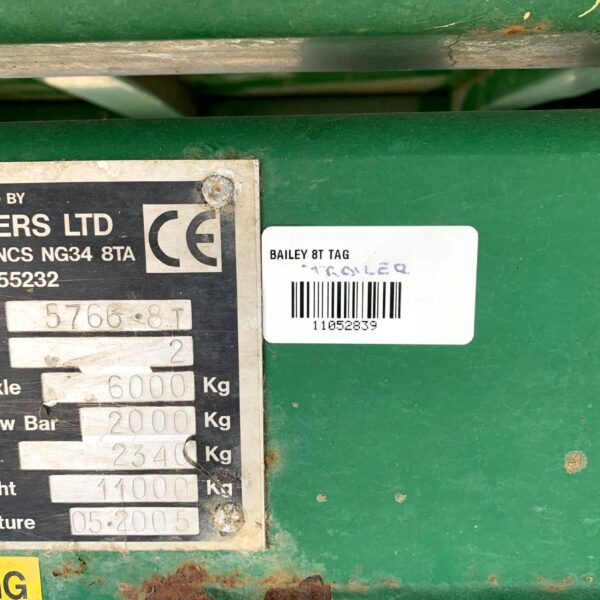 BY
ERS LTD
NCS NG34 8TA
55232
CE
5766 8T
2
kle 6000 Kg
w Bar 2000 Kg
2340 Kg
ht 11000 Kg
ture 05.2005
BAILEY 8T TAG
TRAILER
11052839
AG